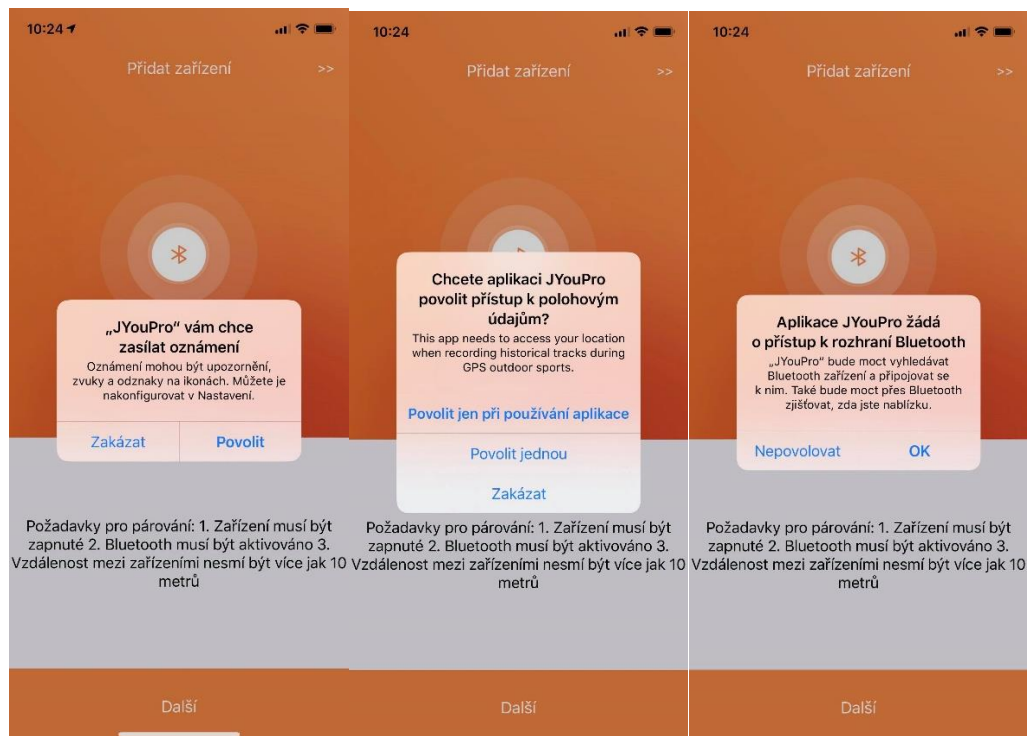 10:24
Přidat zařízení >>
„JYouPro“ vám chce
zasílat oznámení
Oznámení mohou být upozornění,
zvuky a odznaky na ikonách. Můžete je
nakonfigurovat v Nastavení.
Zakázat Povolit
Požadavky pro párování: 1. Zařízení musí být
zapnuté 2. Bluetooth musí být aktivováno 3.
Vzdálenost mezi zařízeními nesmí být více jak 10
metrů
Další
10:24
Přidat zařízení >>
Chcete aplikaci JYouPro
povolit přístup k polohovým
údajům?
This app needs to access your location
when recording historical tracks during
GPS outdoor sports.
Povolit jen při používání aplikace
Povolit jednou
Zakázat
Požadavky pro párování: 1. Zařízení musí být
zapnuté 2. Bluetooth musí být aktivováno 3.
Vzdálenost mezi zařízeními nesmí být více jak 10
metrů
Další
10:24
Přidat zařízení >>
Aplikace JYouPro žádá
o přístup k rozhraní Bluetooth
„JYouPro“ bude moct vyhledávat
Bluetooth zařízení a připojovat se
k nim. Také bude moct přes Bluetooth
zjišťovat, zda jste nablízku.
Nepovolovat OK
Požadavky pro párování: 1. Zařízení musí být
zapnuté 2. Bluetooth musí být aktivováno 3.
Vzdálenost mezi zařízeními nesmí být více jak 10
metrů
Další